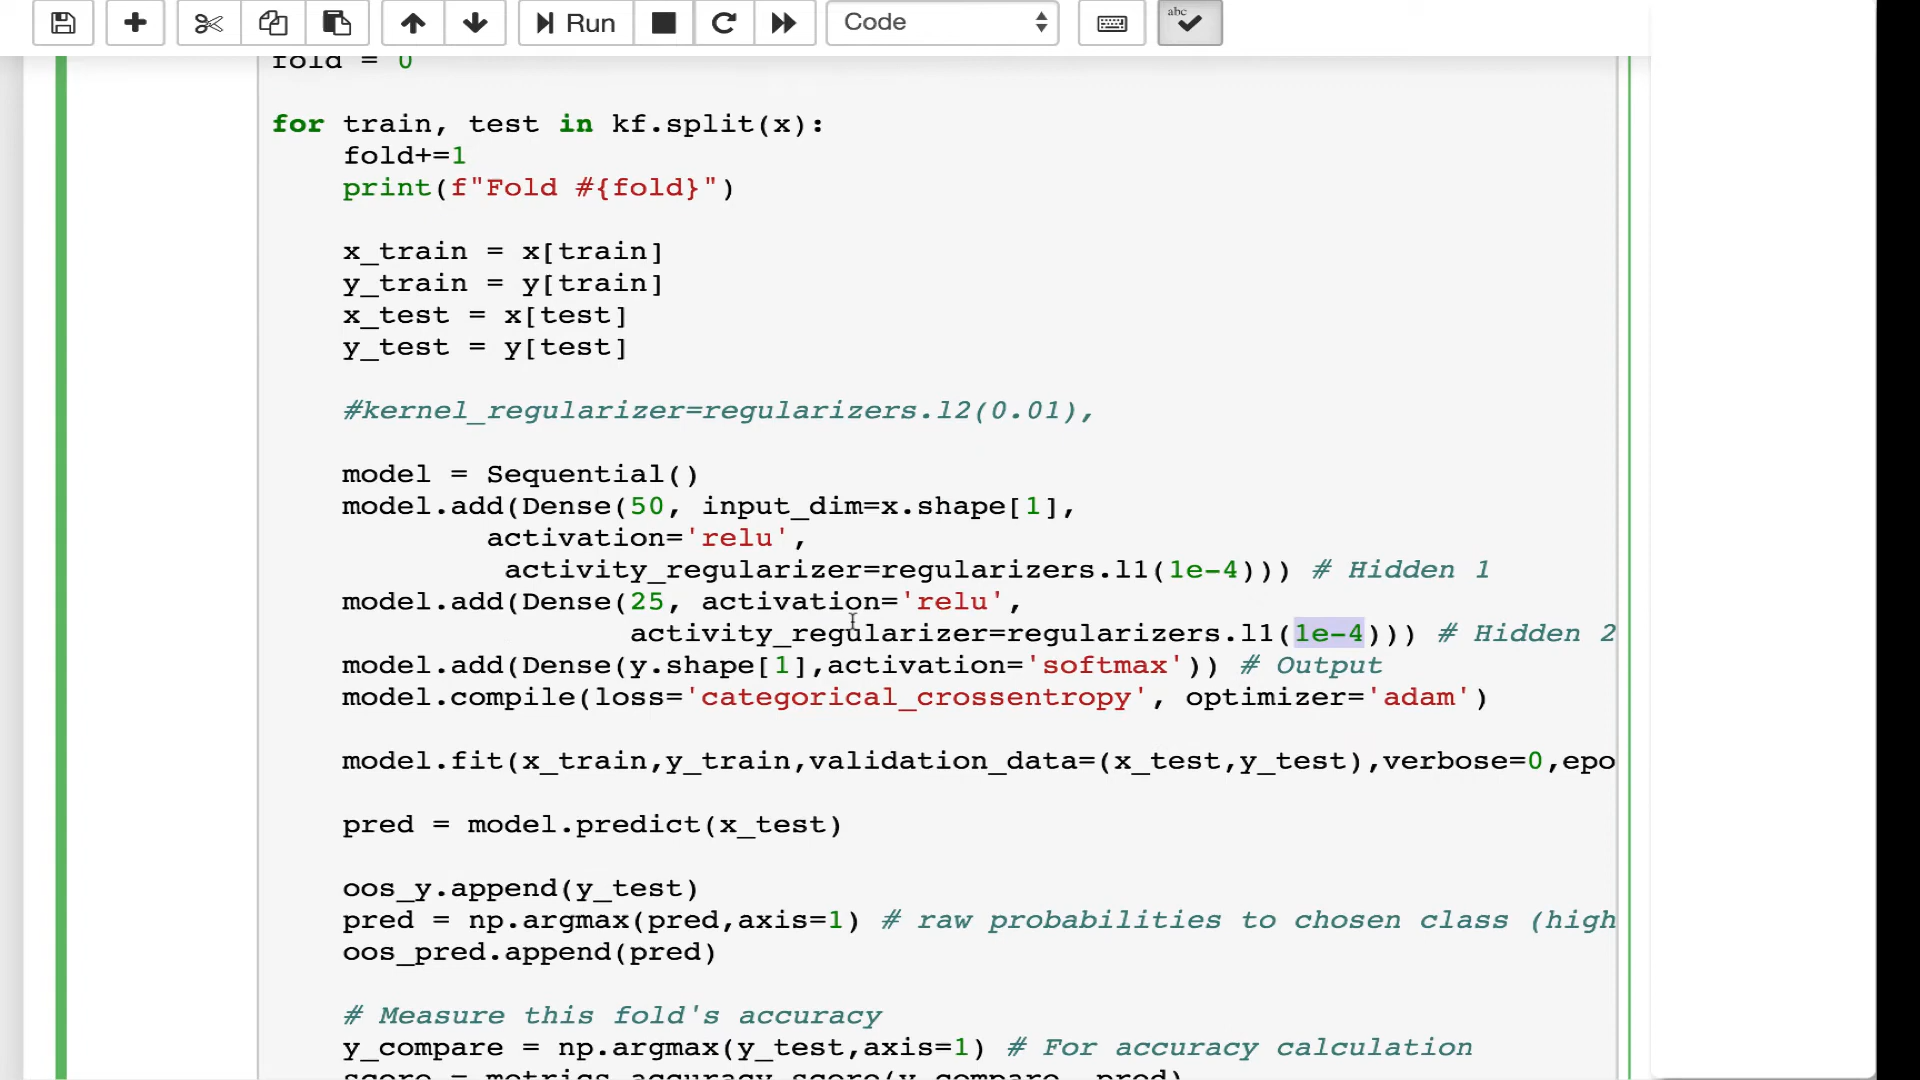 Run
Code
abc
fold = 0
for train, test in kf.split(x):
fold+=1
print(f"Fold #{fold}")
x_train = x[train]
y_train = y[train]
x_test = x[test]
y_test = y[test]
#kernel_regularizer=regularizers.l2(0.01),
model = Sequential()
model.add(Dense(50, input_dim=x.shape[1],
activation='relu',
activity_regularizer=regularizers.l1(1e-4))) # Hidden 1
model.add(Dense(25, activation='relu',
activity_regularizer=regularizers.l1(1e-4))) # Hidden 2
model.add(Dense(y.shape[1],activation='softmax')) # Output
model.compile(loss='categorical_crossentropy', optimizer='adam')
model.fit(x_train,y_train,validation_data=(x_test,y_test),verbose=0,epo
pred = model.predict(x_test)
oos_y.append(y_test)
pred = np.argmax(pred,axis=1) # raw probabilities to chosen class (high
oos_pred.append(pred)
# Measure this fold's accuracy
y_compare = np.argmax(y_test,axis=1) # For accuracy calculation
score = metrics.accuracy_score(y_compare, pred)